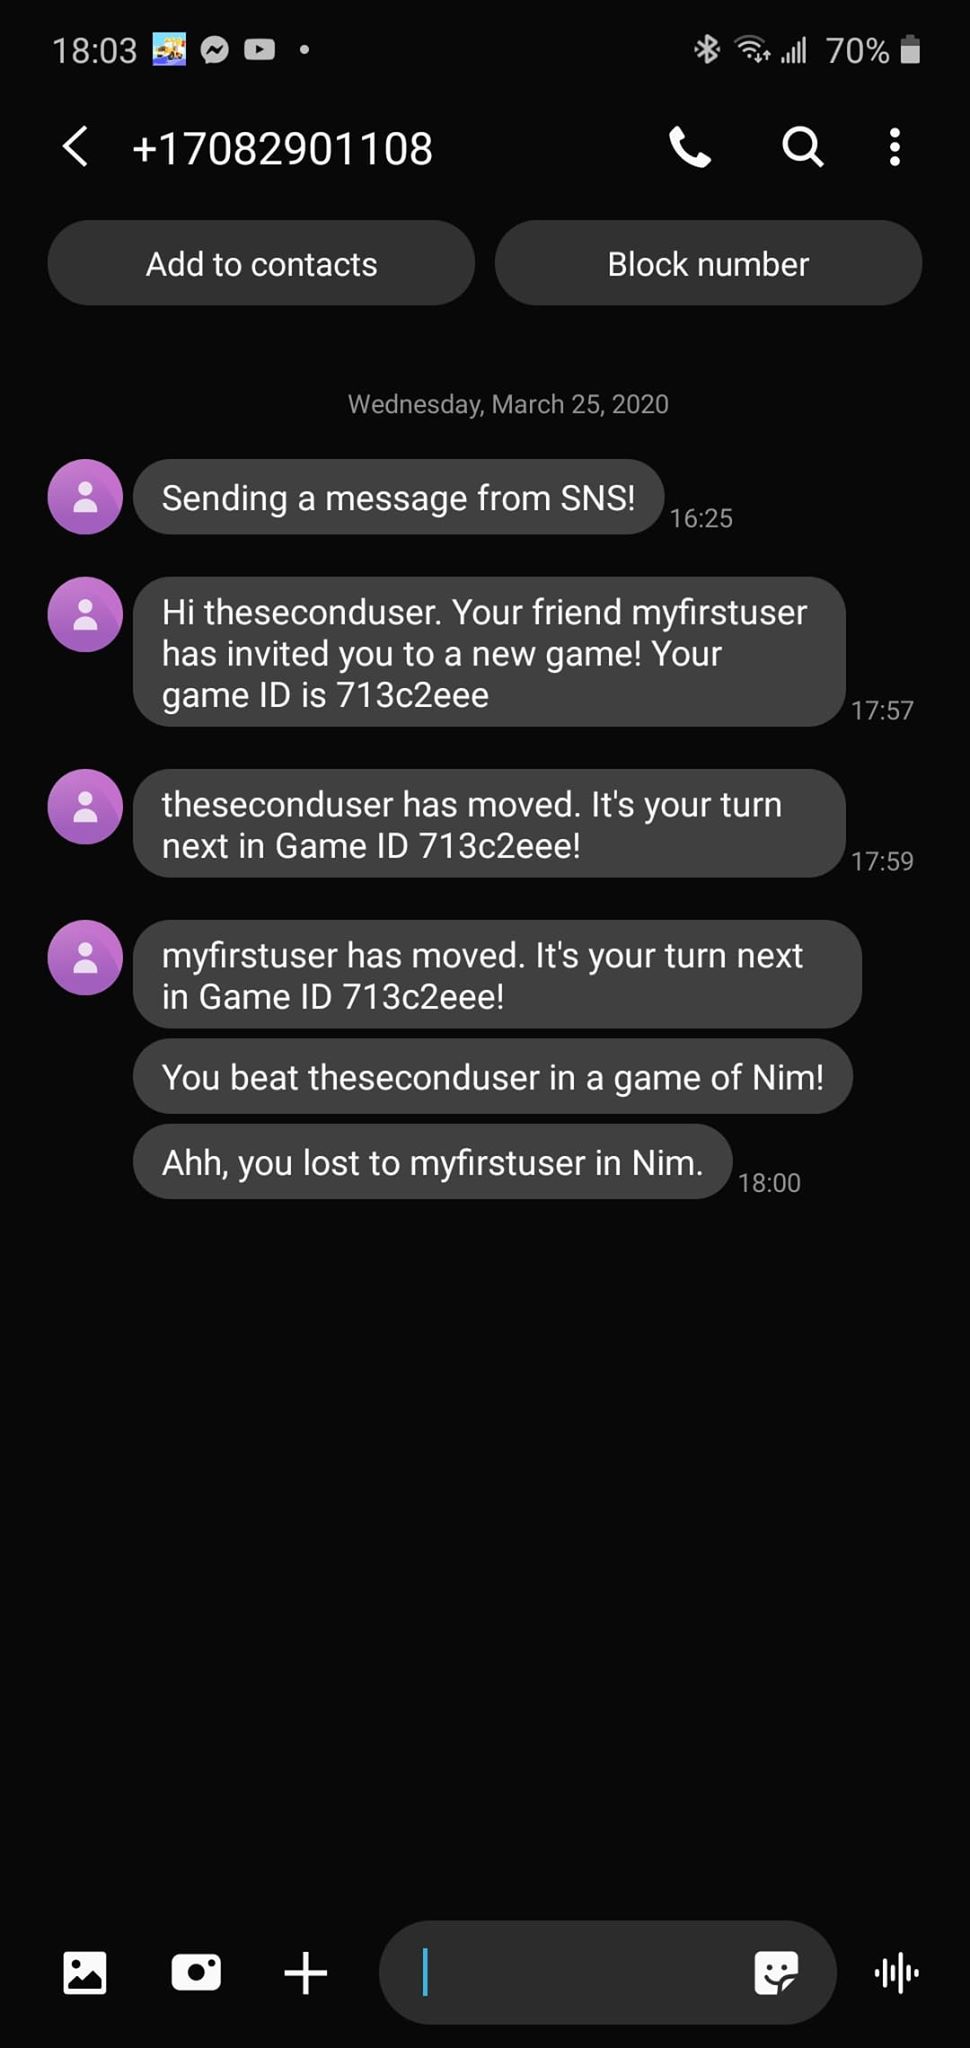 18:03
70%
+17082901108
Add to contacts
Block number
Wednesday, March 25, 2020
Sending a message from SNS!
16:25
Hi theseconduser. Your friend myfirstuser
has invited you to a new game! Your
game ID is 713c2eee
17:57
theseconduser has moved. It's your turn
next in Game ID 713c2eee!
17:59
myfirstuser has moved. It's your turn next
in Game ID 713c2eee!
You beat theseconduser in a game of Nim!
Ahh, you lost to myfirstuser in Nim.
18:00